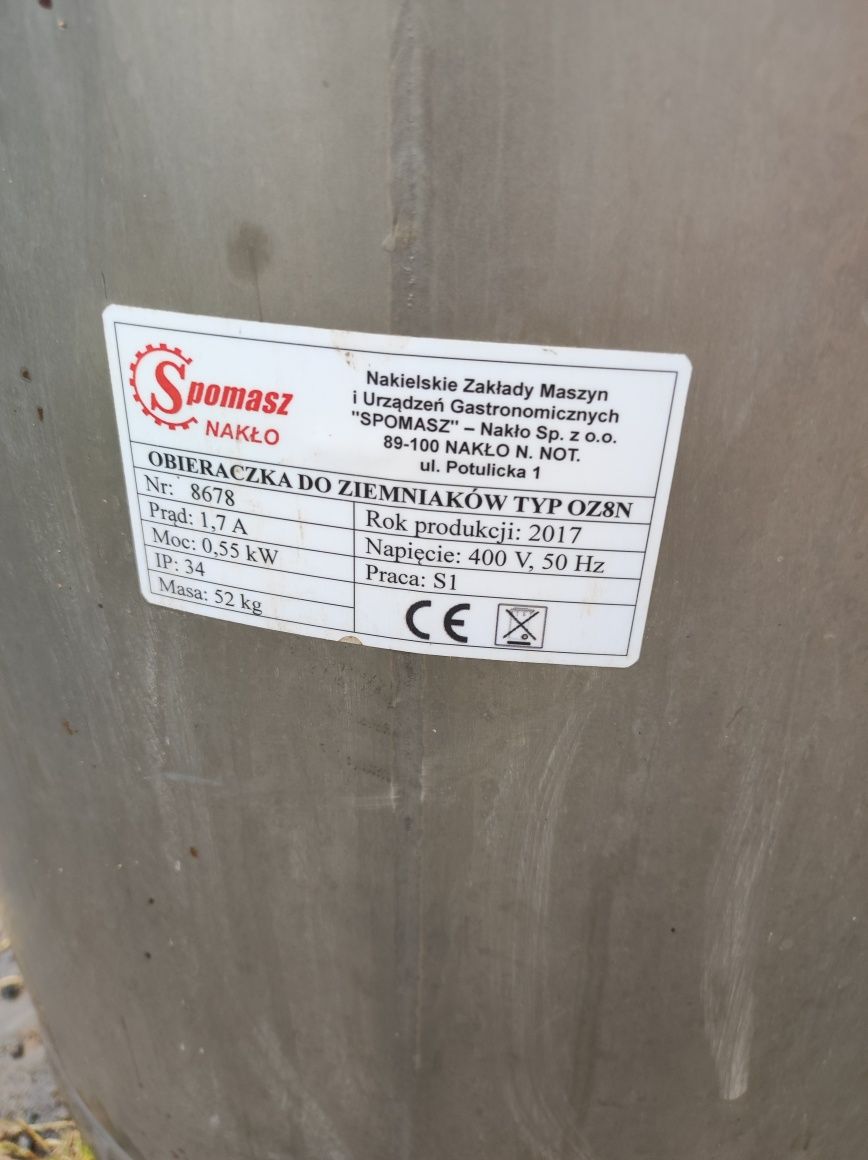 Spomasz
NAKŁO
Nakielskie Zakłady Maszyn
i Urządzeń Gastronomicznych
"SPOMASZ" – Nakło Sp. z o.o.
89-100 NAKŁO N. NOT.
ul. Potulicka 1
OBIERACZKA DO ZIEMNIAKÓW TYP OZ8N
Nr: 8678
Rok produkcji: 2017
Prąd: 1,7 A
Napięcie: 400 V, 50 Hz
Moc: 0,55 kW
Praca: S1
IP: 34
Masa: 52 kg
CE